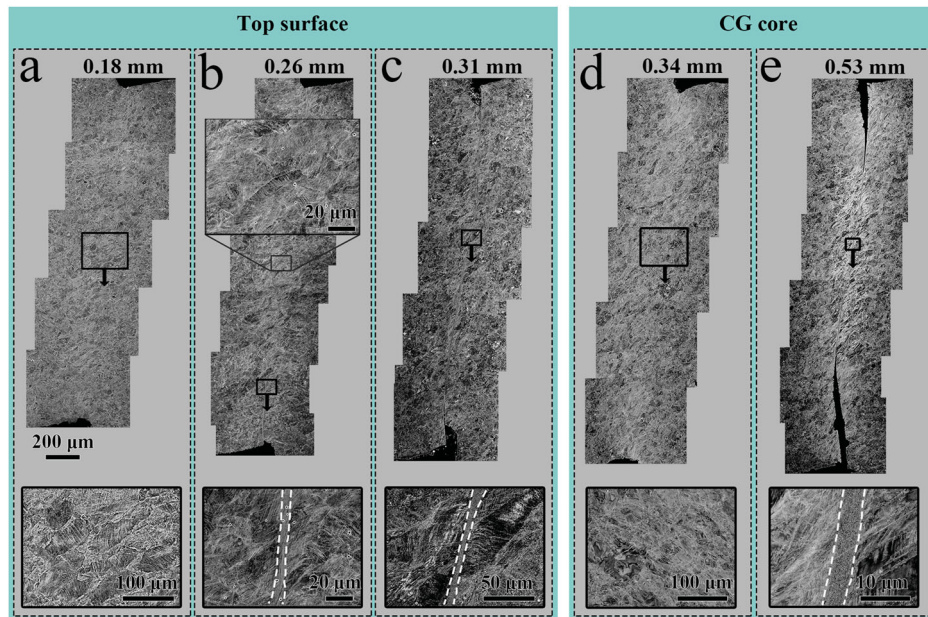 Top surface
CG core
a
0.18 mm
b
0.26 mm
c
0.31 mm
d
0.34 mm
e
0.53 mm
20 μm
200 μm
100 μm
20 μm
50 μm
100 μm
10 μm